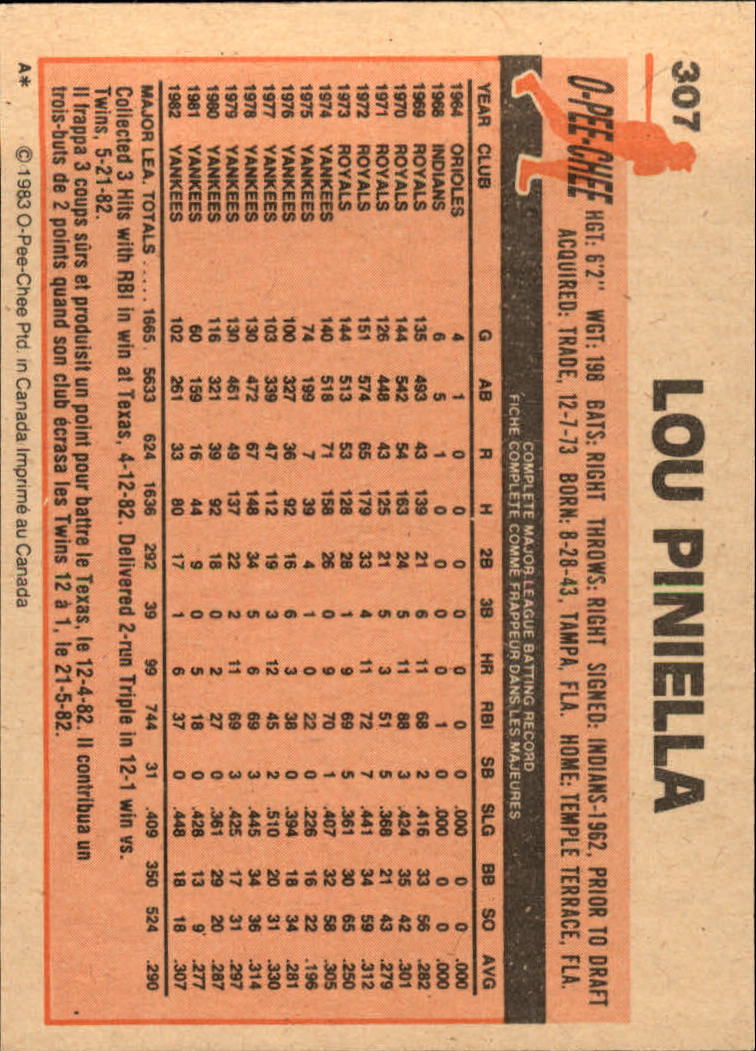 307
LOU PINIELLA
O-PEE-CHEE
HGT: 6'2" WGT: 198 BATS: RIGHT THROWS: RIGHT SIGNED: INDIANS-1962, PRIOR TO DRAFT
ACQUIRED: TRADE, 12-7-73 BORN: 8-28-43, TAMPA, FLA. HOME: TEMPLE TERRACE, FLA.
COMPLETE MAJOR LEAGUE BATTING RECORD
FICHE COMPLÈTE COMME FRAPPEUR DANS LES MAJEURES
YEAR CLUB G AB R H 2B 3B HR RBI SB SLG BB SO AVG
1964 ORIOLES 4 1 0 0 0 0 0 0 0 .000 0 0 .000
1968 INDIANS 6 5 1 0 0 0 0 1 0 .000 0 0 .000
1969 ROYALS 135 493 43 139 21 6 11 68 2 .416 33 56 .282
1970 ROYALS 144 542 54 163 24 5 11 88 3 .424 35 42 .301
1971 ROYALS 126 448 43 125 21 5 3 51 5 .368 21 43 .279
1972 ROYALS 151 574 65 179 33 4 11 72 7 .441 34 59 .312
1973 ROYALS 144 513 53 128 28 1 9 69 5 .361 30 65 .250
1974 YANKEES 140 518 71 158 26 0 9 70 1 .407 32 58 .305
1975 YANKEES 74 199 7 39 4 1 0 22 0 .226 16 22 .196
1976 YANKEES 100 327 36 92 16 6 3 38 0 .394 18 34 .281
1977 YANKEES 103 339 47 112 19 3 12 45 2 .510 20 31 .330
1978 YANKEES 130 472 67 148 34 5 6 69 3 .445 34 36 .314
1979 YANKEES 130 461 49 137 22 2 11 69 3 .425 17 31 .297
1980 YANKEES 116 321 39 92 18 0 2 27 0 .361 29 20 .287
1981 YANKEES 60 159 16 44 9 0 5 18 0 .428 13 9 .277
1982 YANKEES 102 261 33 80 17 1 6 37 0 .448 18 18 .307
MAJOR LEA. TOTALS ..... 1665 5633 624 1636 292 39 99 744 31 .409 350 524 .290
Collected 3 Hits with RBI in win at Texas, 4-12-82. Delivered 2-run Triple in 12-1 win vs.
Twins, 5-21-82.
Il frappa 3 coups sûrs et produisit un point pour battre le Texas, le 12-4-82. Il contribua un
trois-buts de 2 points quand son club écrasa les Twins 12 à 1, le 21-5-82.
A* © 1983 O-Pee-Chee Ptd. in Canada Imprimé au Canada